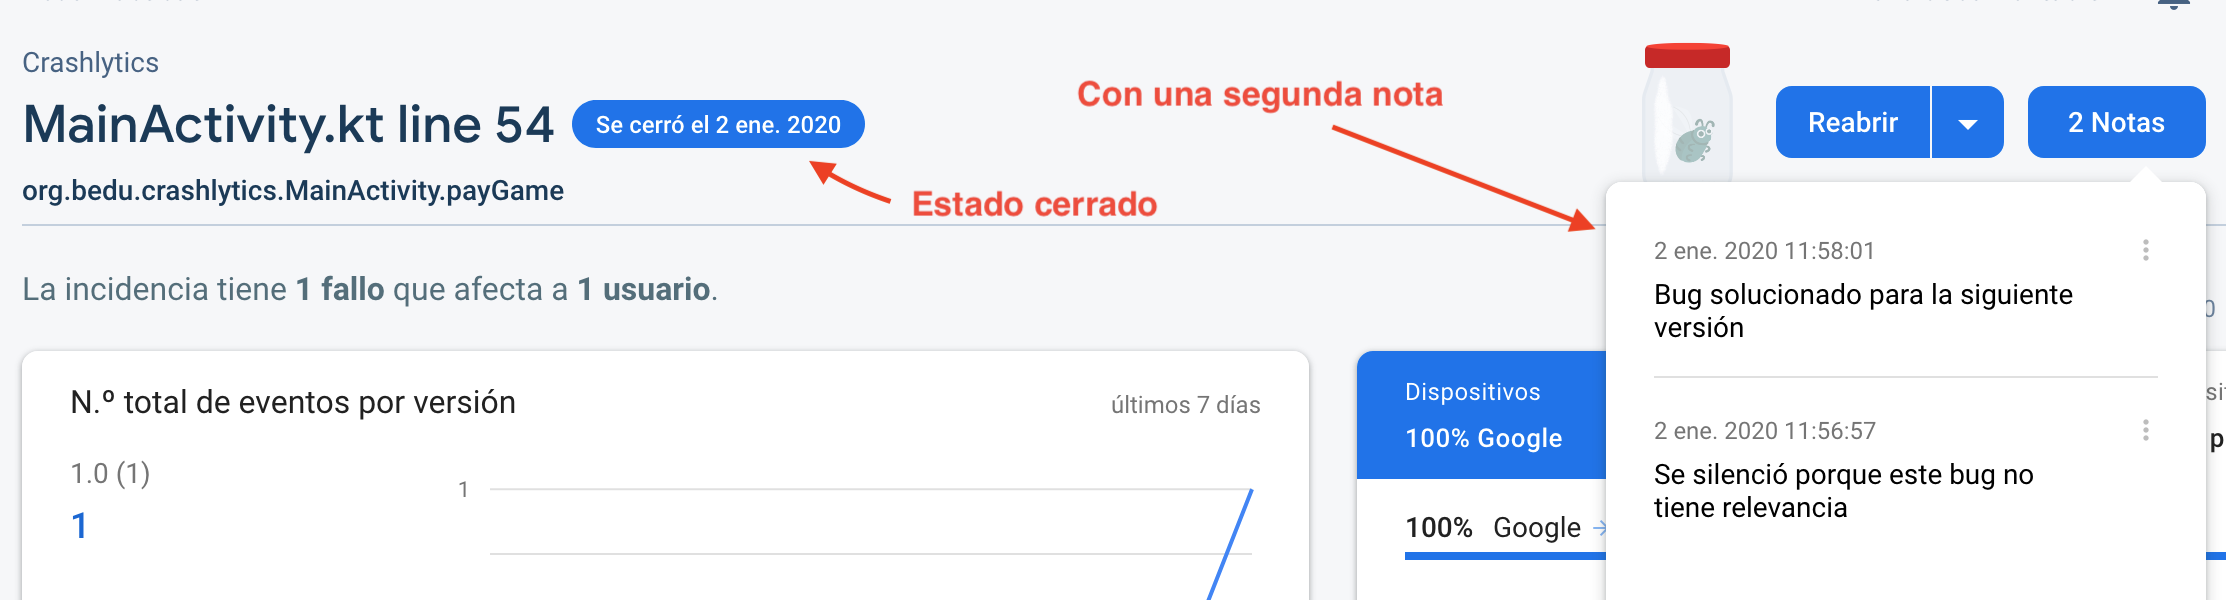 Crashlytics
MainActivity.kt line 54
Se cerró el 2 ene. 2020
Con una segunda nota
Reabrir
2 Notas
org.bedu.crashlytics.MainActivity.payGame
Estado cerrado
2 ene. 2020 11:58:01
Bug solucionado para la siguiente
versión
La incidencia tiene 1 fallo que afecta a 1 usuario.
2 ene. 2020 11:56:57
Se silenció porque este bug no
tiene relevancia
N.º total de eventos por versión
últimos 7 días
1.0 (1)
1
1
Dispositivos
100% Google
100% Google